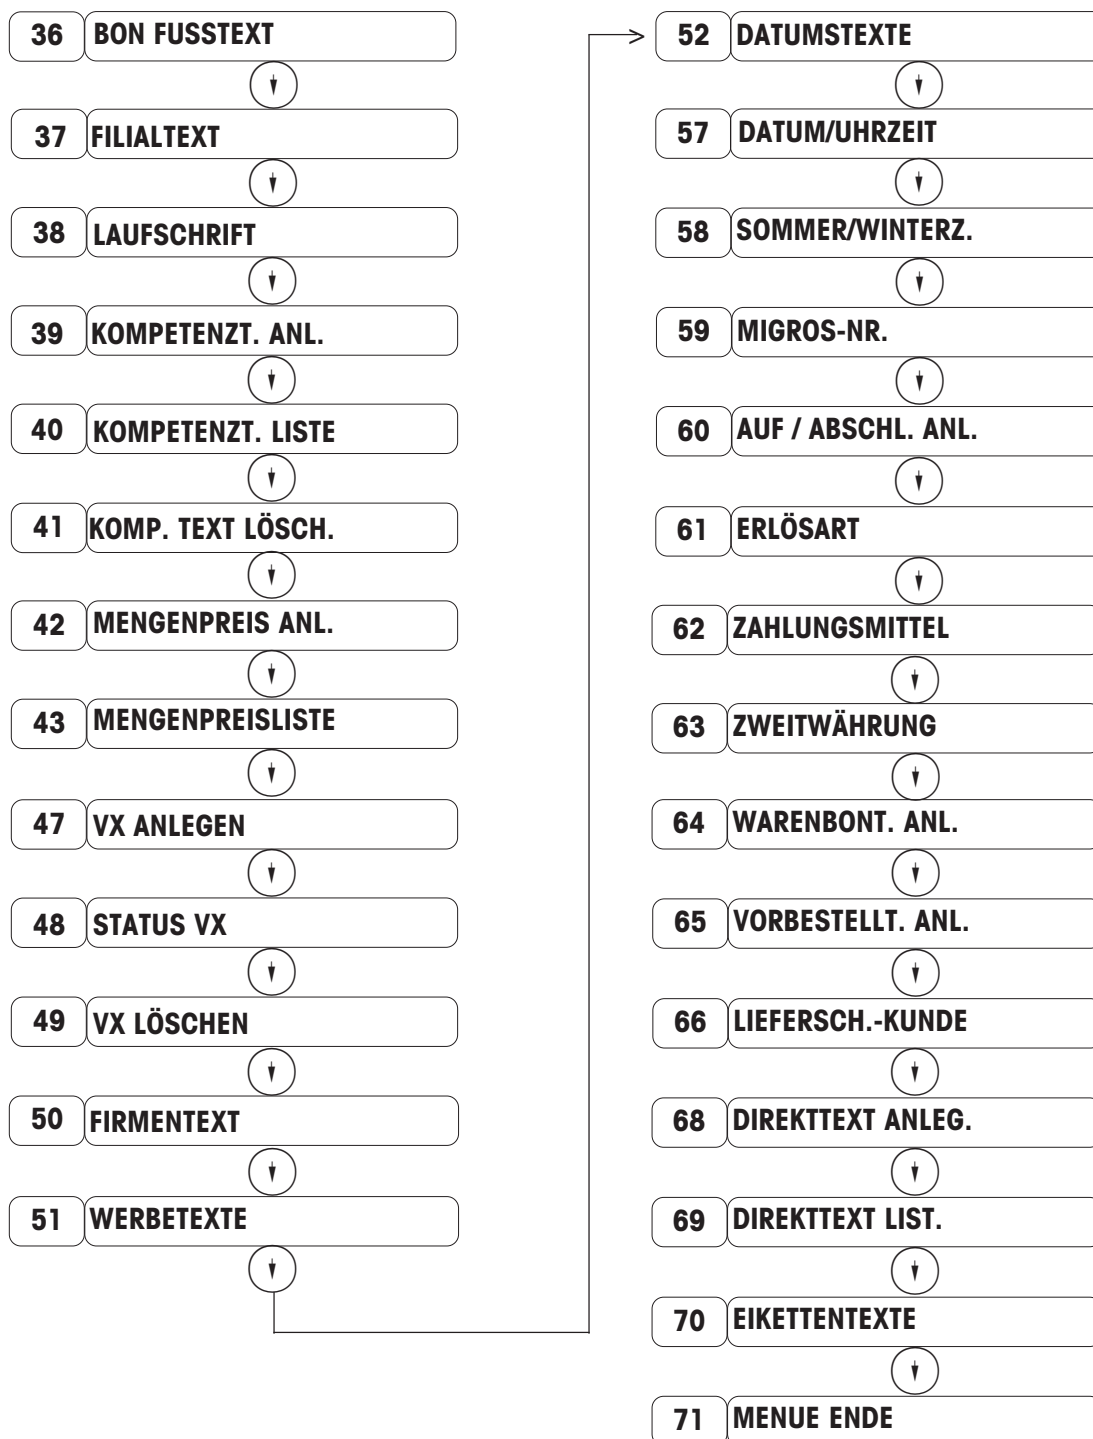 36 BON FUSSTEXT
37 FILIALTEXT
38 LAUFSCHRIFT
39 KOMPETENZT. ANL.
40 KOMPETENZT. LISTE
41 KOMP. TEXT LÖSCH.
42 MENGENPREIS ANL.
43 MENGENPREISLISTE
47 VX ANLEGEN
48 STATUS VX
49 VX LÖSCHEN
50 FIRMENTEXT
51 WERBETEXTE
52 DATUMSTEXTE
57 DATUM/UHRZEIT
58 SOMMER/WINTERZ.
59 MIGROS-NR.
60 AUF / ABSCHL. ANL.
61 ERLÖSART
62 ZAHLUNGSMITTEL
63 ZWEITWÄHRUNG
64 WARENBONT. ANL.
65 VORBESTELLT. ANL.
66 LIEFERSCH.-KUNDE
68 DIREKTTEXT ANLEG.
69 DIREKTTEXT LIST.
70 EIKETTENTEXTE
71 MENUE ENDE